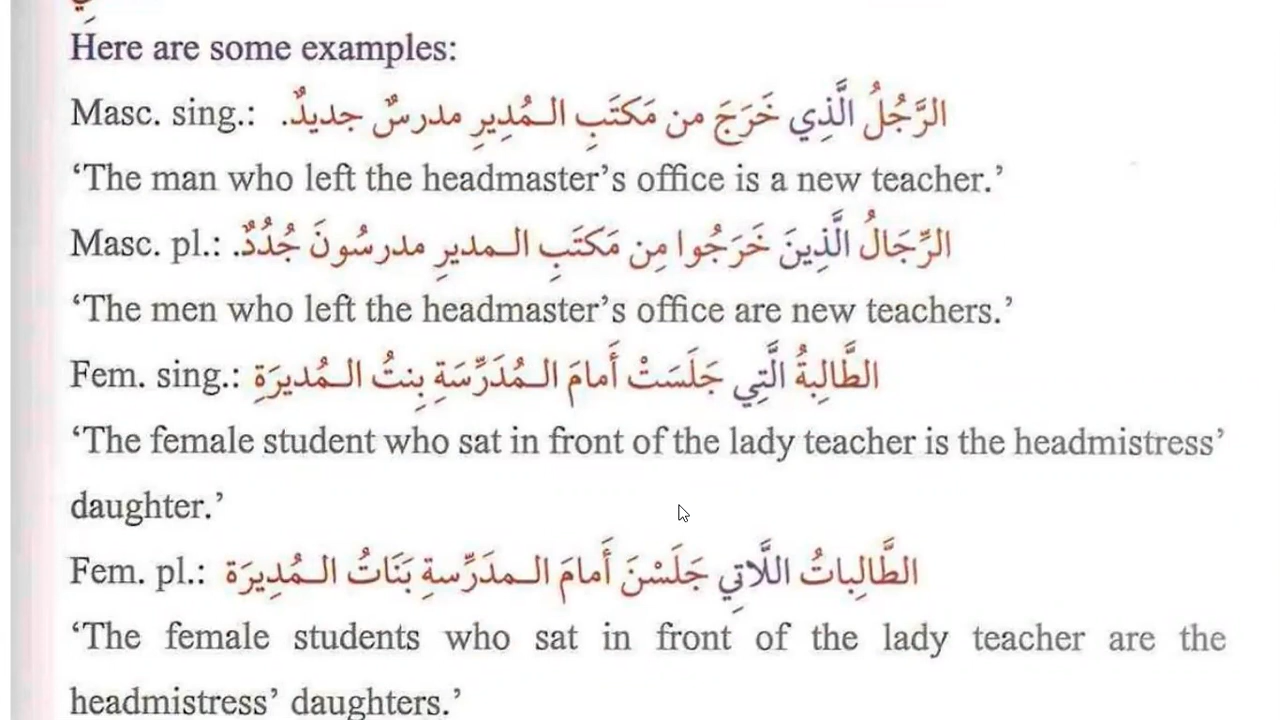 Here are some examples:
Masc. sing.: الرَّجُلُ الَّذِي خَرَجَ من مَكتَبِ الـمُدِيرِ مدرسٌ جديدٌ.
‘The man who left the headmaster’s office is a new teacher.’
Masc. pl.: الرِّجَالُ الَّذِينَ خَرَجُوا مِن مَكتَبِ الـمديرِ مدرسُونَ جُدُدٌ.
‘The men who left the headmaster’s office are new teachers.’
Fem. sing.: الطَّالِبةُ الَّتِي جَلَسَتْ أَمامَ الـمُدَرِّسَةِ بِنتُ الـمُديرَةِ
‘The female student who sat in front of the lady teacher is the headmistress’
daughter.’
Fem. pl.: الطَّالِباتُ اللَّاتِي جَلَسْنَ أَمامَ الـمدَرِّسةِ بَنَاتُ الـمُدِيرَة
‘The female students who sat in front of the lady teacher are the
headmistress’ daughters.’